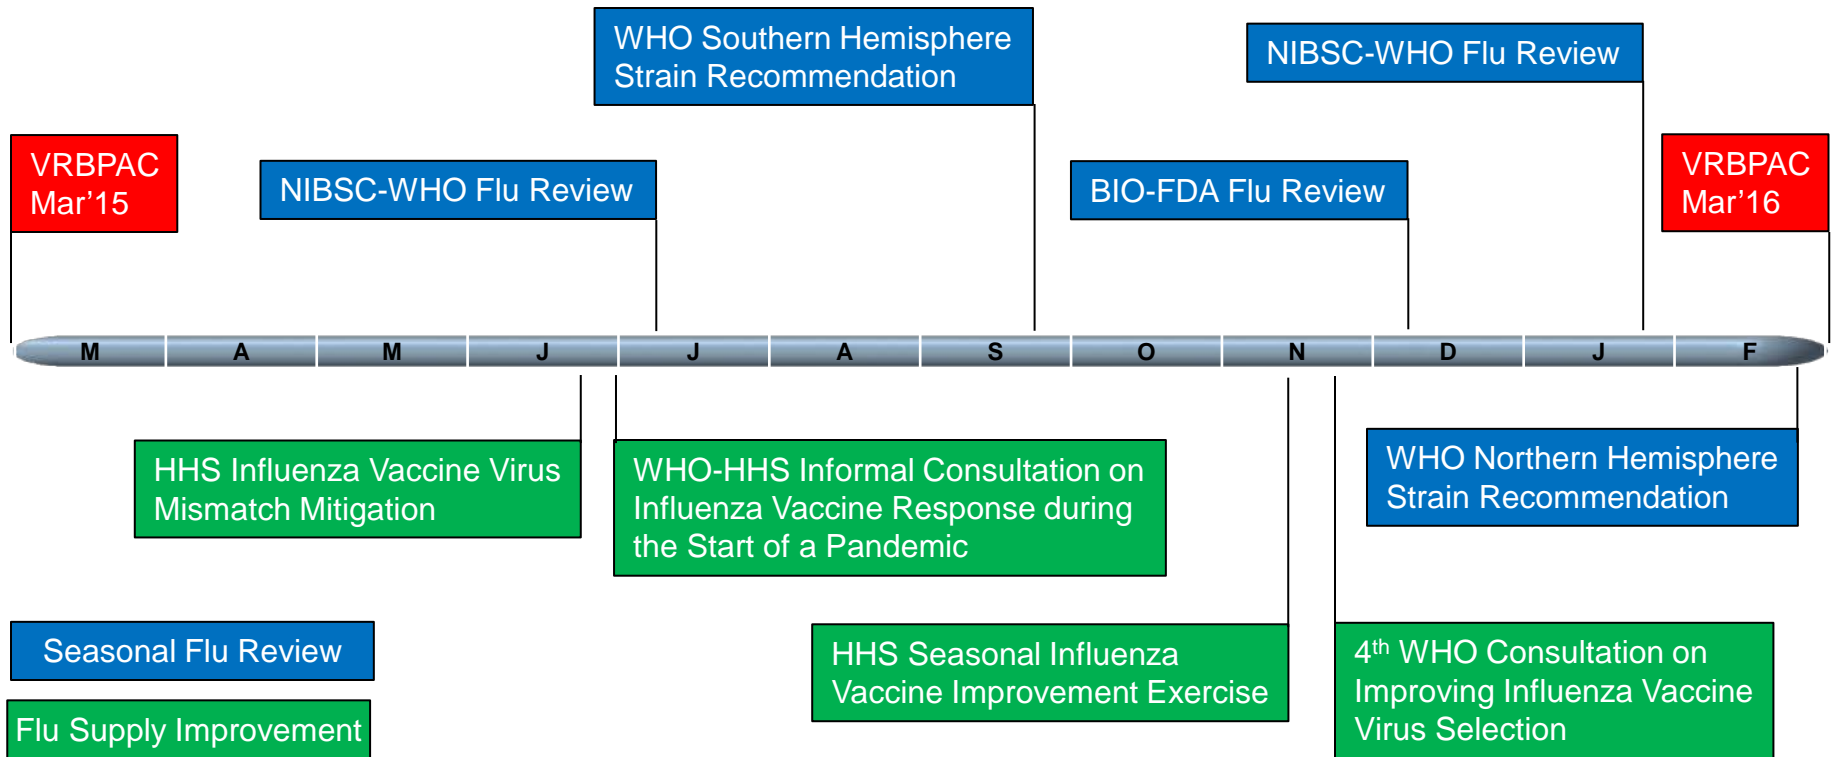 WHO Southern Hemisphere
Strain Recommendation
NIBSC-WHO Flu Review
VRBPAC
Mar’15
NIBSC-WHO Flu Review
BIO-FDA Flu Review
VRBPAC
Mar’16
M A M J J A S O N D J F
HHS Influenza Vaccine Virus
Mismatch Mitigation
WHO-HHS Informal Consultation on
Influenza Vaccine Response during
the Start of a Pandemic
WHO Northern Hemisphere
Strain Recommendation
Seasonal Flu Review
Flu Supply Improvement
HHS Seasonal Influenza
Vaccine Improvement Exercise
4th WHO Consultation on
Improving Influenza Vaccine
Virus Selection